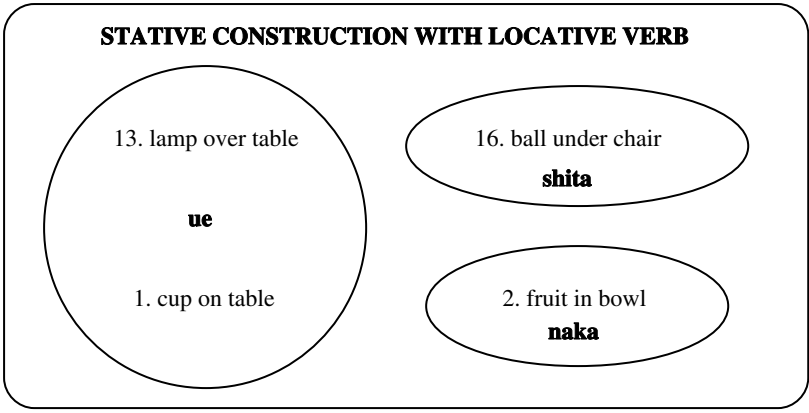 STATIVE CONSTRUCTION WITH LOCATIVE VERB
13. lamp over table
ue
1. cup on table
16. ball under chair
shita
2. fruit in bowl
naka